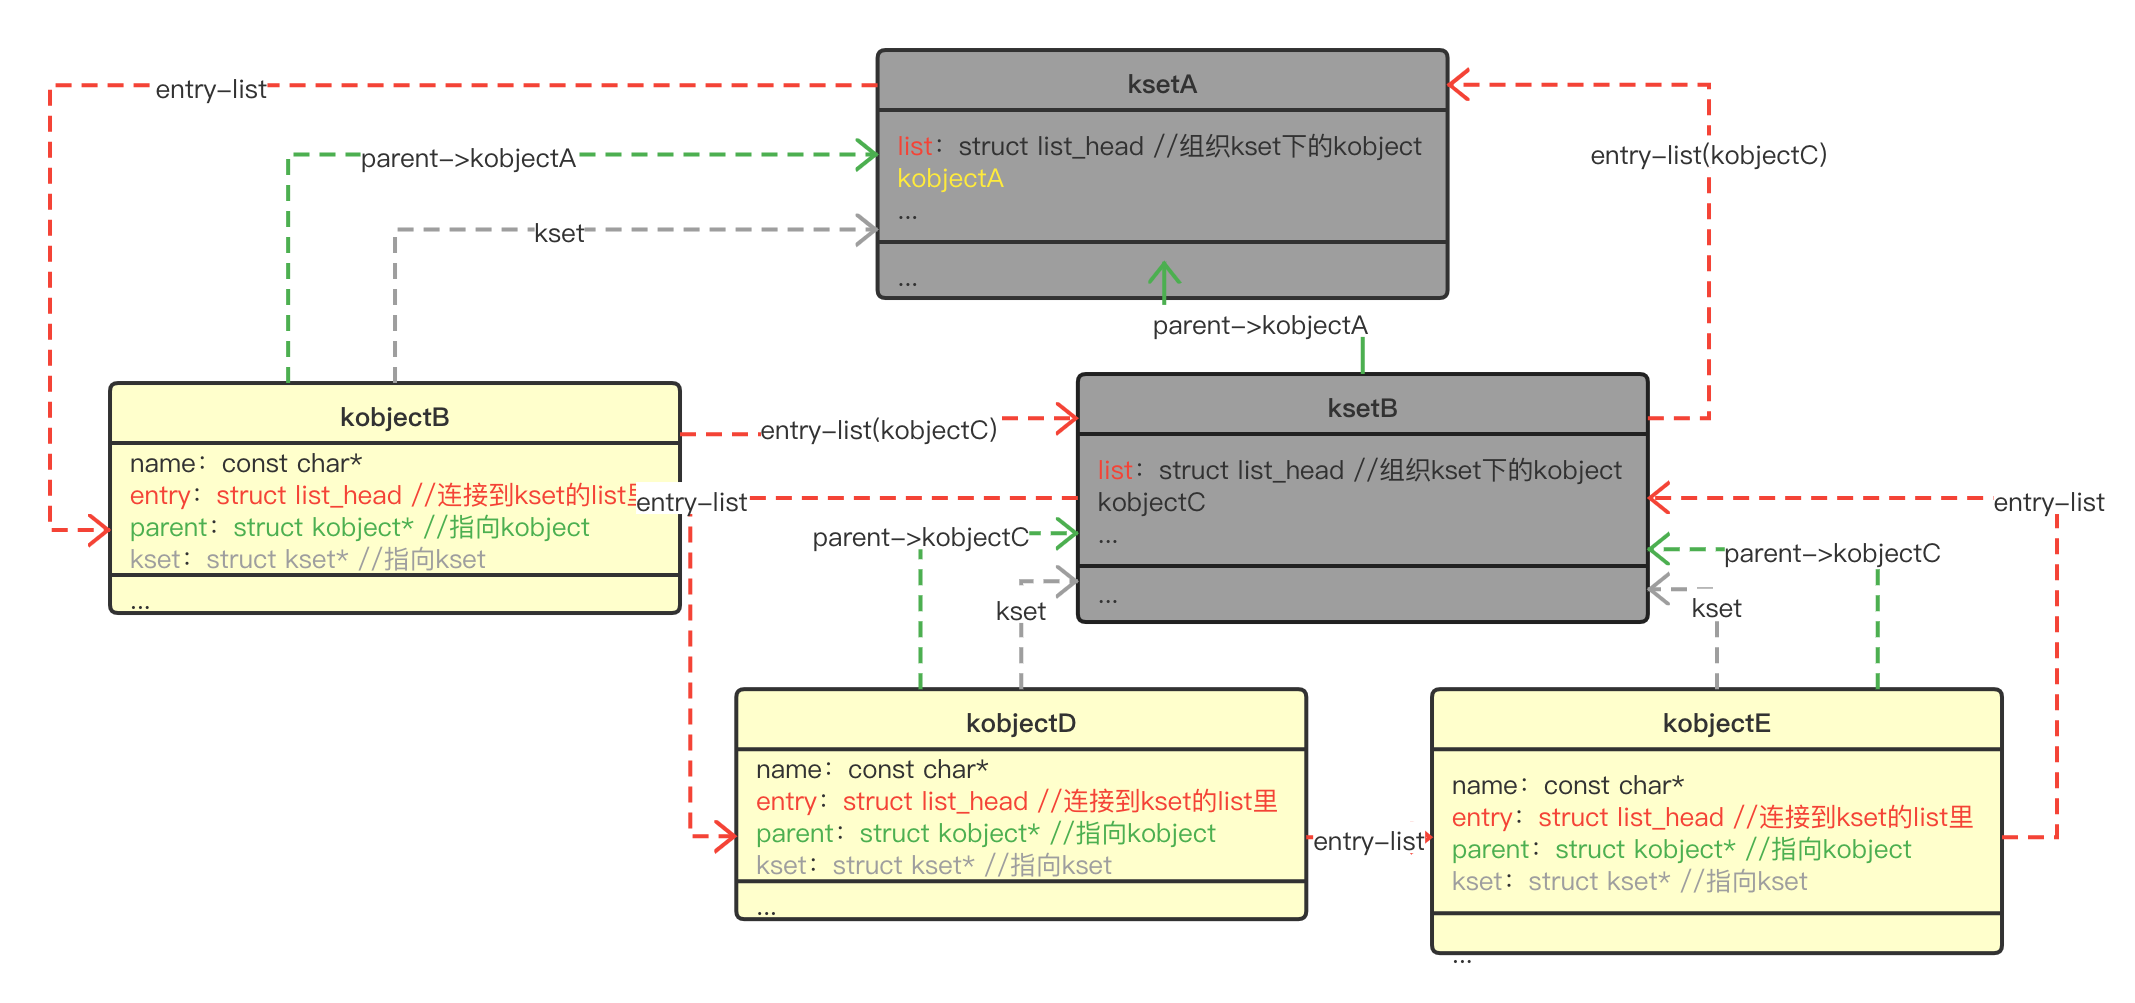 ksetA
entry-list
list：struct list_head //组织kset下的kobject
entry-list(kobjectC)
parent->kobjectA
kobjectA
...
kset
...
parent->kobjectA
kobjectB
ksetB
entry-list(kobjectC)
name：const char*
list：struct list_head //组织kset下的kobject
entry：struct list_head //连接到kset的list里
entry-list
kobjectC
entry-list
parent：struct kobject* //指向kobject
parent->kobjectC
...
parent->kobjectC
kset：struct kset* //指向kset
...
kset
...
kset
kobjectD
kobjectE
name：const char*
entry：struct list_head //连接到kset的list里
parent：struct kobject* //指向kobject
kset：struct kset* //指向kset
...
entry-list
name：const char*
entry：struct list_head //连接到kset的list里
parent：struct kobject* //指向kobject
kset：struct kset* //指向kset
...